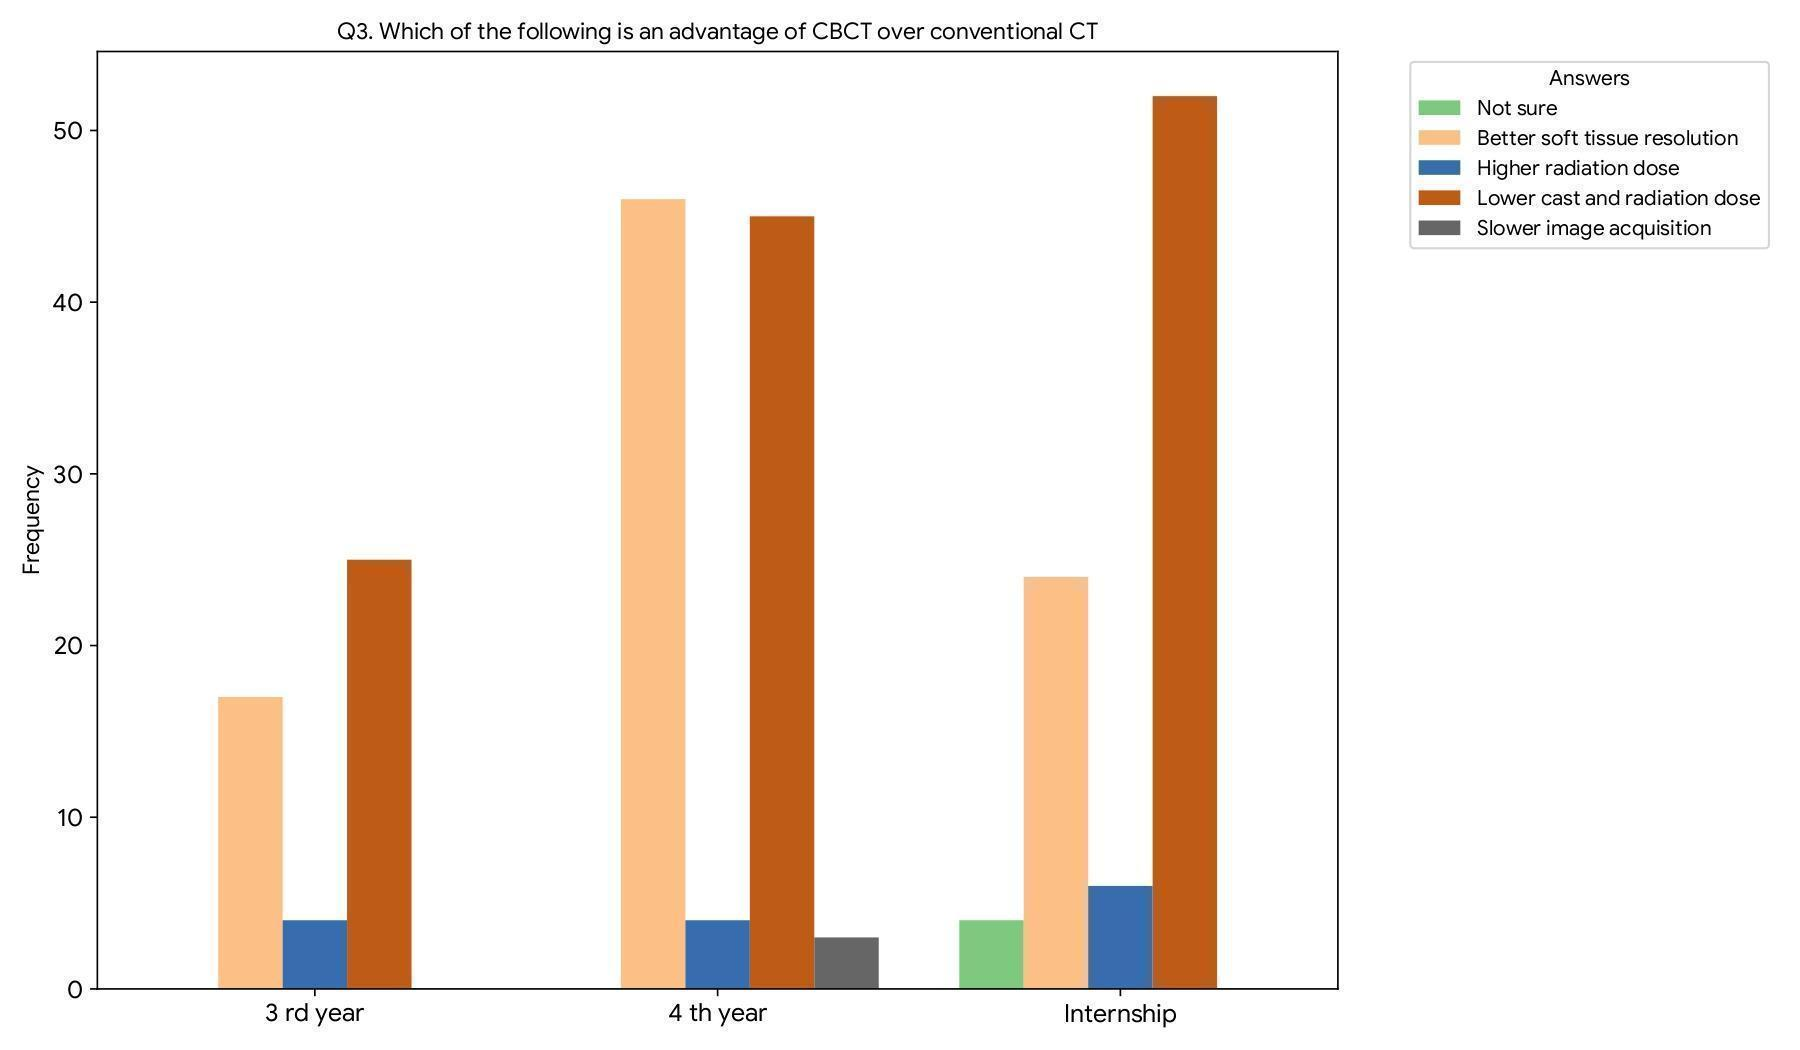 Q3. Which of the following is an advantage of CBCT over conventional CT
Answers
Not sure
Better soft tissue resolution
Higher radiation dose
Lower cast and radiation dose
Slower image acquisition
Frequency
50
40
30
20
10
0
3 rd year
4 th year
Internship